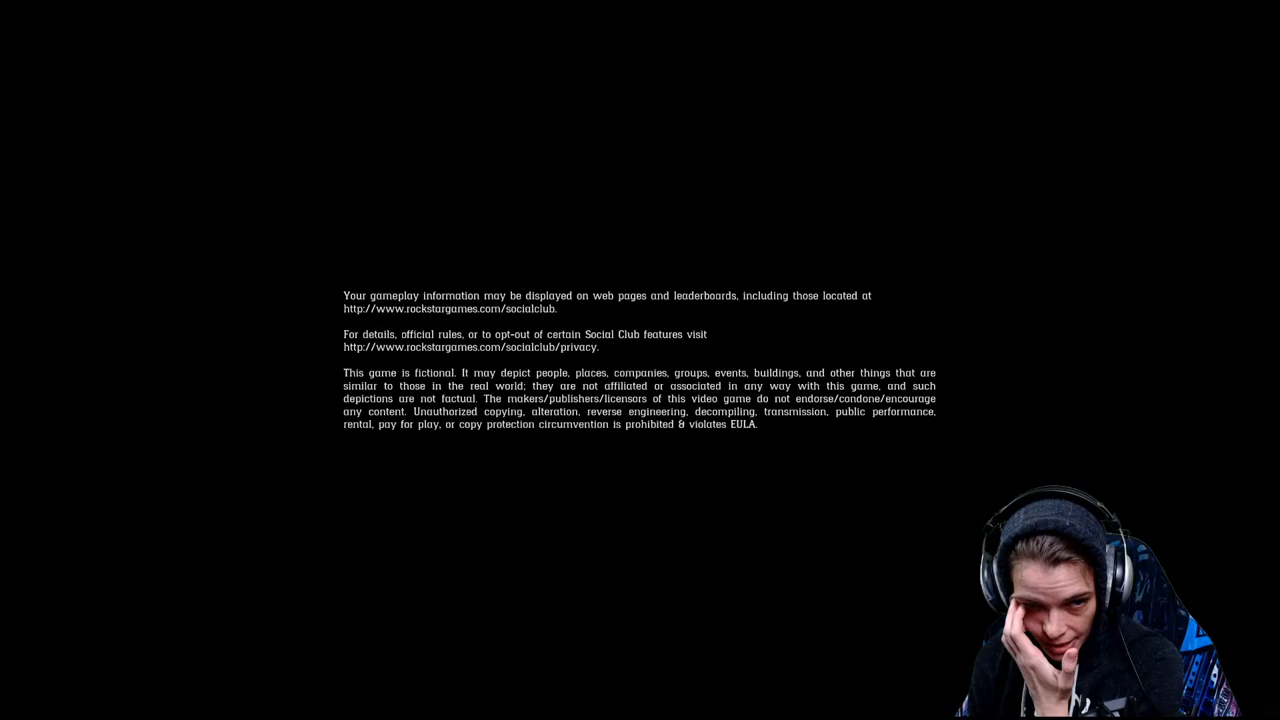 Your gameplay information may be displayed on web pages and leaderboards, including those located at
http://www.rockstargames.com/socialclub.
For details, official rules, or to opt-out of certain Social Club features visit
http://www.rockstargames.com/socialclub/privacy.
This game is fictional. It may depict people, places, companies, groups, events, buildings, and other things that are
similar to those in the real world; they are not affiliated or associated in any way with this game, and such
depictions are not factual. The makers/publishers/licensors of this video game do not endorse/condone/encourage
any content. Unauthorized copying, alteration, reverse engineering, decompiling, transmission, public performance,
rental, pay for play, or copy protection circumvention is prohibited & violates EULA.